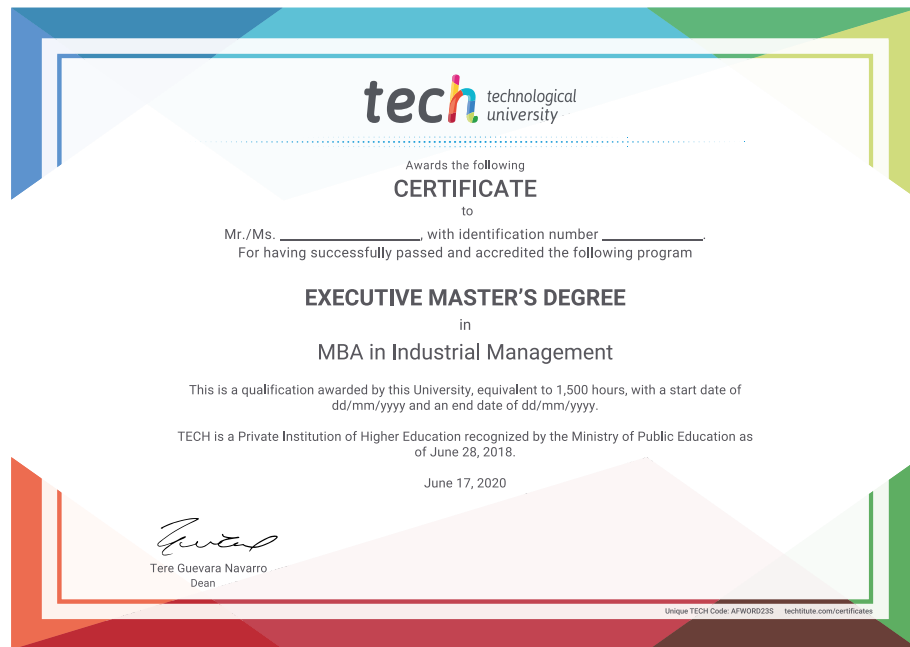 tech technological
university
Awards the following
CERTIFICATE
to
Mr./Ms. ____________________, with identification number ______________.
For having successfully passed and accredited the following program
EXECUTIVE MASTER'S DEGREE
in
MBA in Industrial Management
This is a qualification awarded by this University, equivalent to 1,500 hours, with a start date of
dd/mm/yyyy and an end date of dd/mm/yyyy.
TECH is a Private Institution of Higher Education recognized by the Ministry of Public Education as
of June 28, 2018.
June 17, 2020
Tere Guevara Navarro
Dean
Unique TECH Code: AFWORD23S techtitute.com/certificates